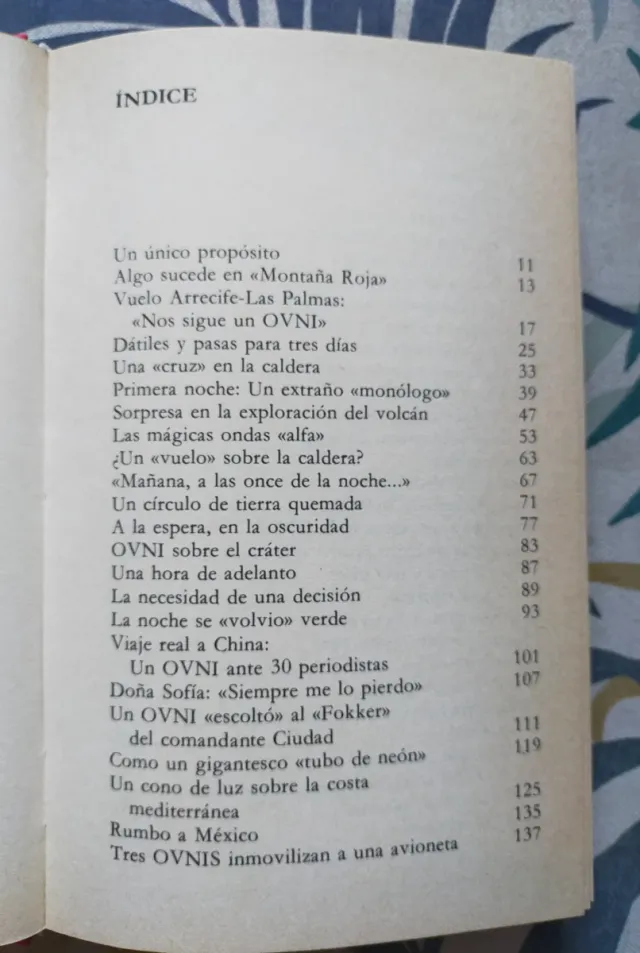 ÍNDICE
Un único propósito 11
Algo sucede en «Montaña Roja» 13
Vuelo Arrecife-Las Palmas:
«Nos sigue un OVNI» 17
Dátiles y pasas para tres días 25
Una «cruz» en la caldera 33
Primera noche: Un extraño «monólogo» 39
Sorpresa en la exploración del volcán 47
Las mágicas ondas «alfa» 53
¿Un «vuelo» sobre la caldera? 63
«Mañana, a las once de la noche...» 67
Un círculo de tierra quemada 71
A la espera, en la oscuridad 77
OVNI sobre el cráter 83
Una hora de adelanto 87
La necesidad de una decisión 89
La noche se «volvio» verde 93
Viaje real a China:
Un OVNI ante 30 periodistas 101
Doña Sofía: «Siempre me lo pierdo» 107
Un OVNI «escoltó» al «Fokker»
del comandante Ciudad 111
Como un gigantesco «tubo de neón» 119
Un cono de luz sobre la costa
mediterránea 125
Rumbo a México 135
Tres OVNIS inmovilizan a una avioneta 137